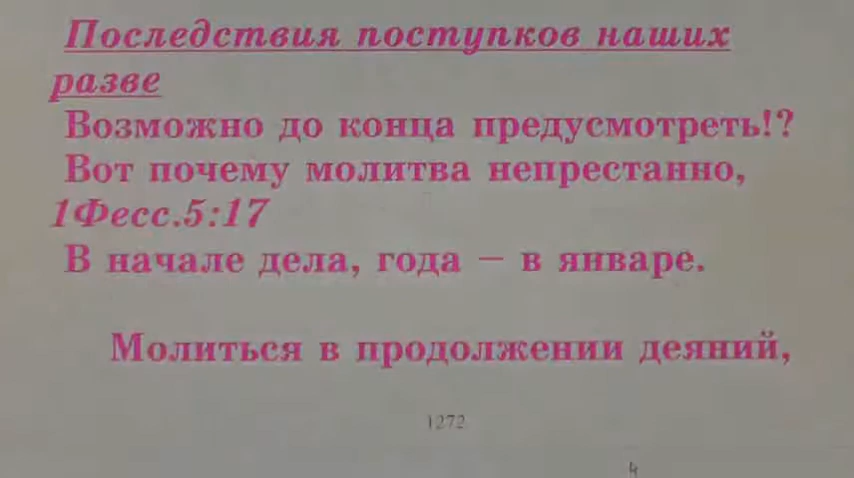 Последствия поступков наших
разве
Возможно до конца предусмотреть!?
Вот почему молитва непрестанно,
1Фесс.5:17
В начале дела, года – в январе.
Молиться в продолжении деяний,
1272
4